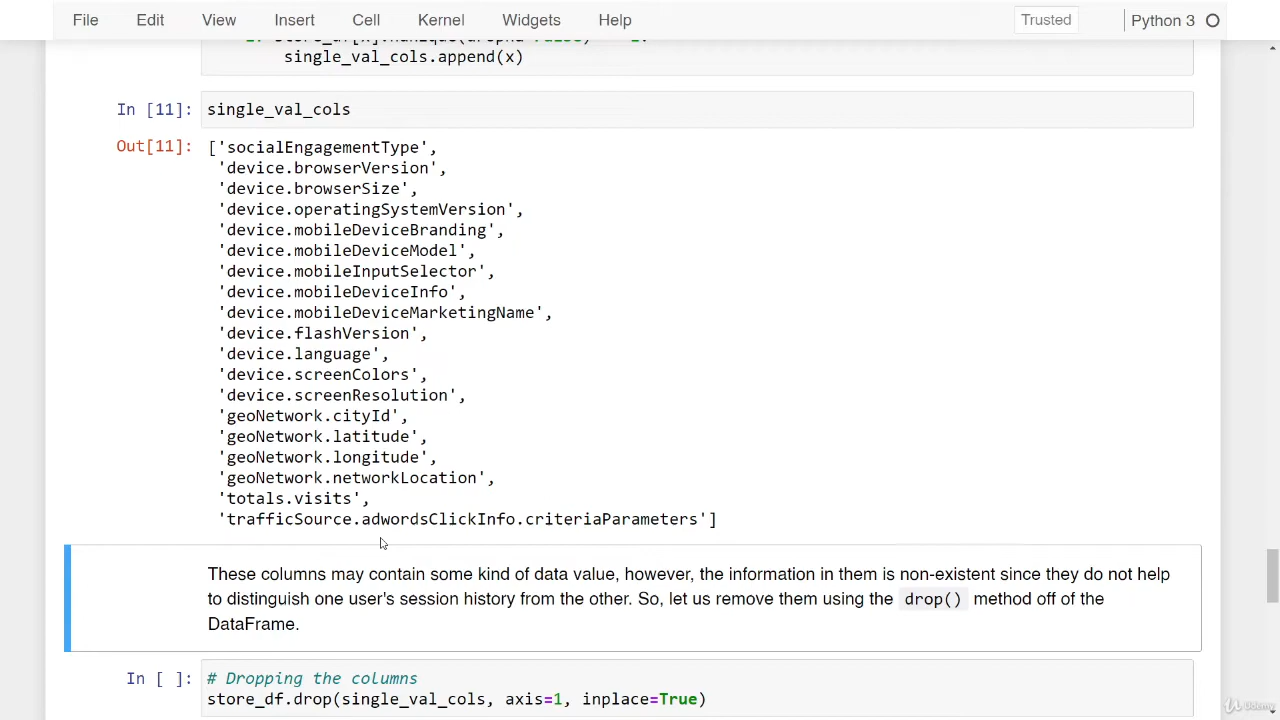 File Edit View Insert Cell Kernel Widgets Help Trusted Python 3
single_val_cols.append(x)
In [11]: single_val_cols
Out[11]: ['socialEngagementType',
'device.browserVersion',
'device.browserSize',
'device.operatingSystemVersion',
'device.mobileDeviceBranding',
'device.mobileDeviceModel',
'device.mobileInputSelector',
'device.mobileDeviceInfo',
'device.mobileDeviceMarketingName',
'device.flashVersion',
'device.language',
'device.screenColors',
'device.screenResolution',
'geoNetwork.cityId',
'geoNetwork.latitude',
'geoNetwork.longitude',
'geoNetwork.networkLocation',
'totals.visits',
'trafficSource.adwordsClickInfo.criteriaParameters']
These columns may contain some kind of data value, however, the information in them is non-existent since they do not help
to distinguish one user's session history from the other. So, let us remove them using the drop() method off of the
DataFrame.
In [ ]: # Dropping the columns
store_df.drop(single_val_cols, axis=1, inplace=True)
Udemy